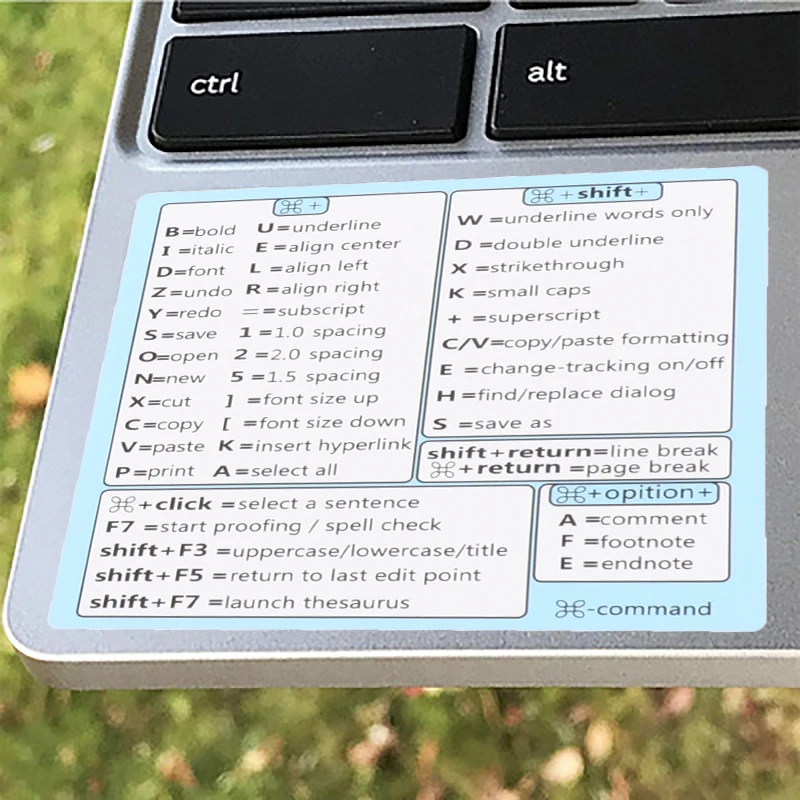 ctrl
alt
⌘ +
B=bold U=underline
I =italic E =align center
D=font L =align left
Z=undo R =align right
Y=redo = =subscript
S=save 1 =1.0 spacing
O=open 2 =2.0 spacing
N=new 5 =1.5 spacing
X=cut ] =font size up
C=copy [ =font size down
V=paste K =insert hyperlink
P=print A=select all
⌘ +shift+
W =underline words only
D =double underline
X =strikethrough
K =small caps
+ =superscript
C/V=copy/paste formatting
E =change-tracking on/off
H =find/replace dialog
S =save as
shift+return=line break
⌘+return =page break
⌘+click =select a sentence
F7 =start proofing / spell check
shift+F3 =uppercase/lowercase/title
shift+F5 =return to last edit point
shift+F7 =launch thesaurus
⌘+opition+
A =comment
F =footnote
E =endnote
⌘-command